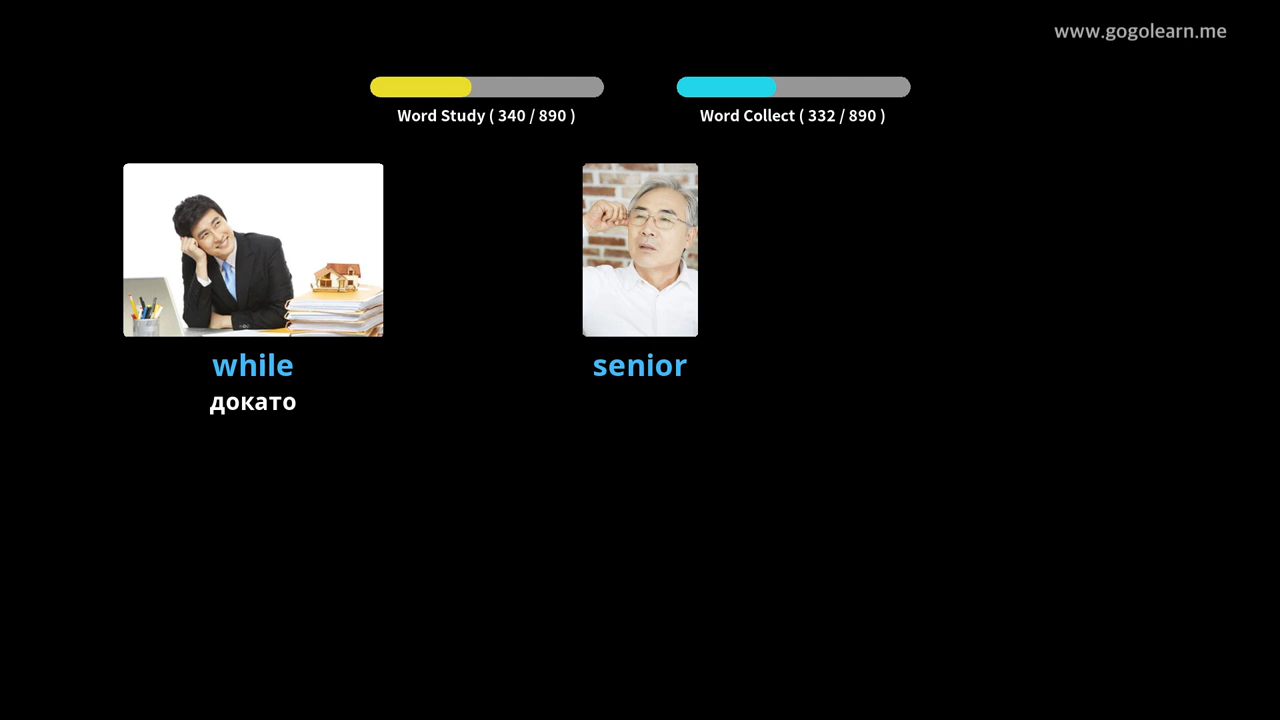 www.gogolearn.me
Word Study ( 340 / 890 )
Word Collect ( 332 / 890 )
while
докато
senior